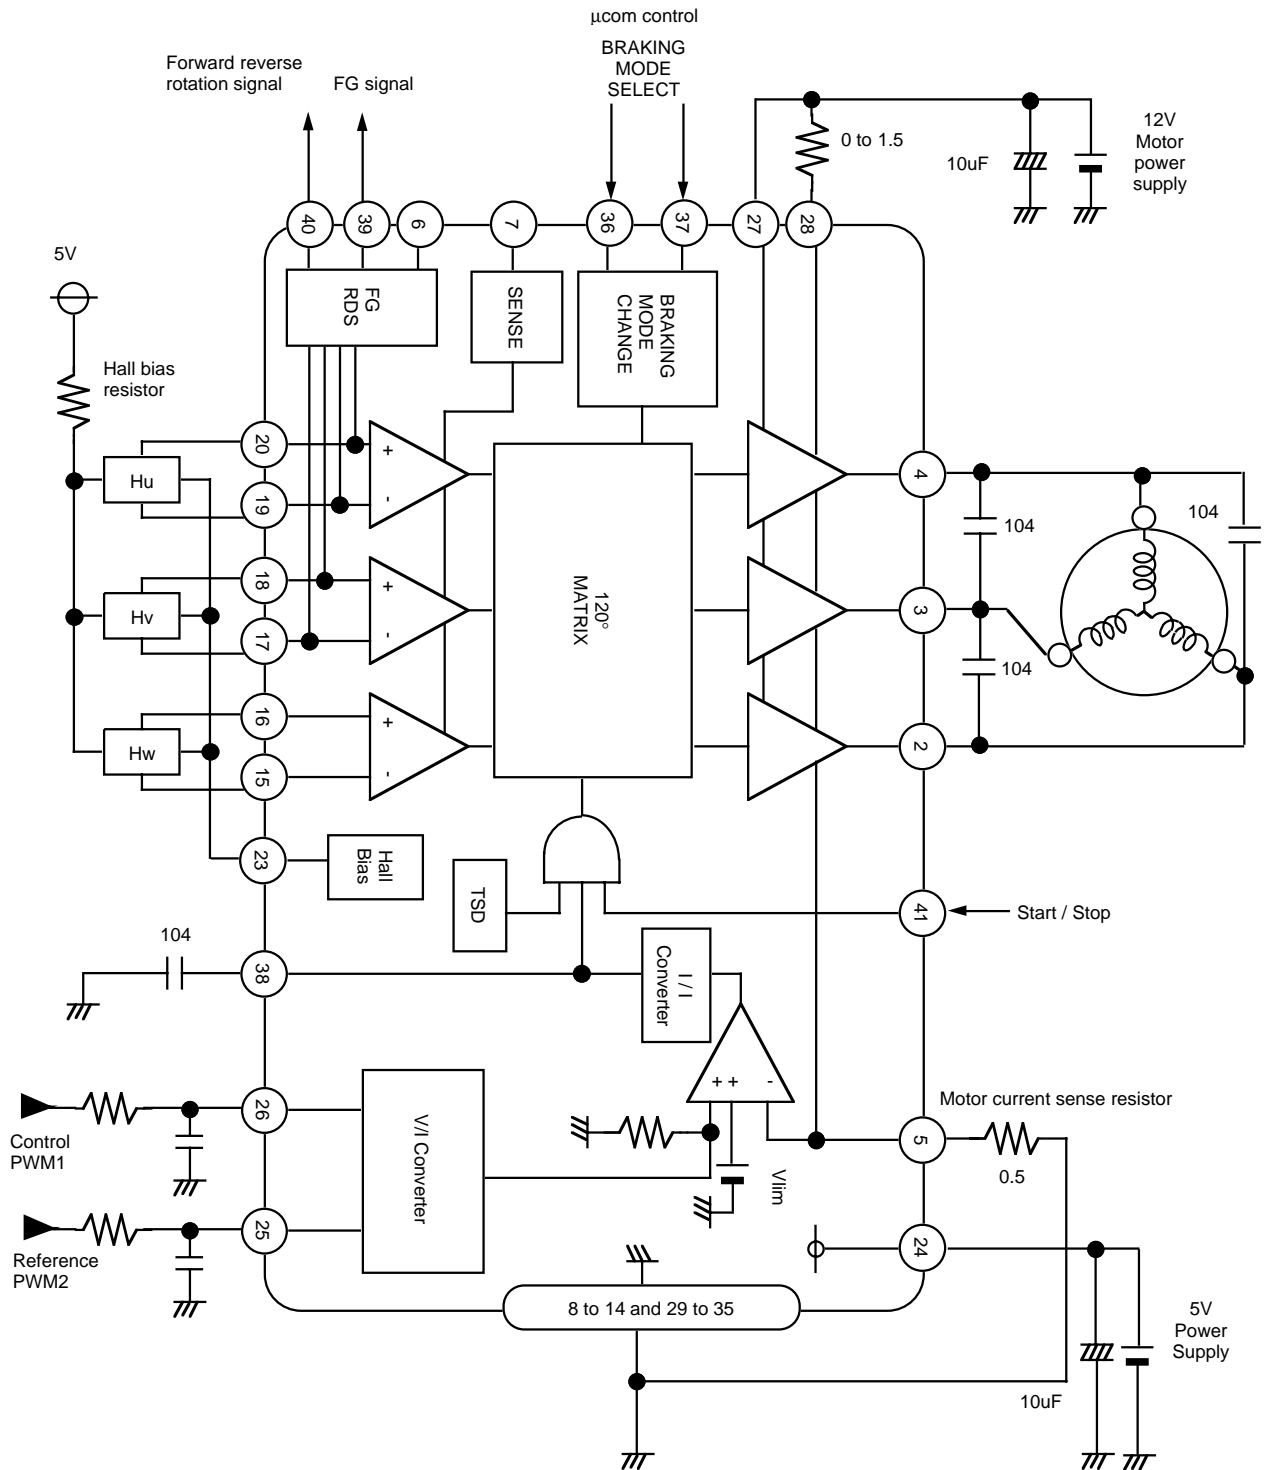 μcom control
BRAKING
MODE
SELECT
Forward reverse
rotation signal
FG signal
0 to 1.5
10uF
12V
Motor
power
supply
40
39
6
7
36
37
27
28
5V
FG
RDS
SENSE
BRAKING
MODE
CHANGE
Hall bias
resistor
20
+
Hu
19
-
4
104
104
18
+
Hv
17
-
120°
MATRIX
3
104
16
+
Hw
15
-
2
23
Hall
Bias
TSD
41
Start / Stop
104
38
I / I
Converter
+ + -
Control
PWM1
26
V/I Converter
Vlim
5
Motor current sense resistor
0.5
Reference
PWM2
25
24
8 to 14 and 29 to 35
5V
Power
Supply
10uF